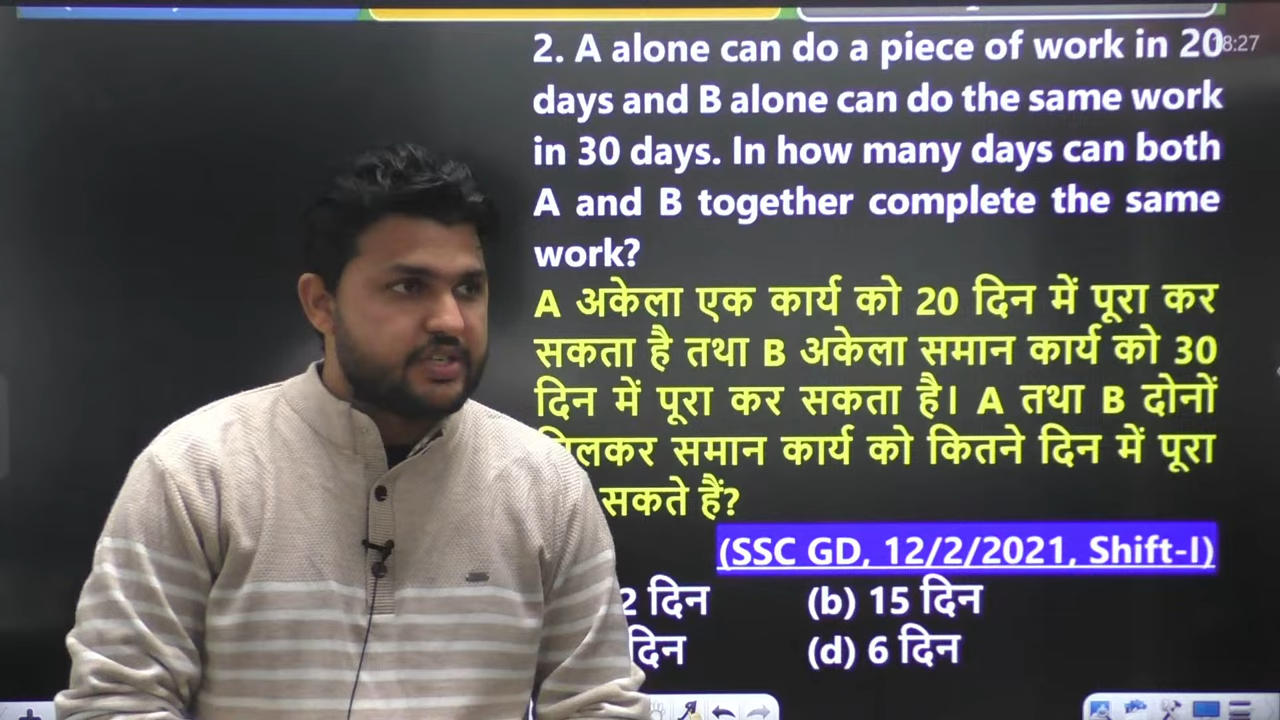 2. A alone can do a piece of work in 20
8:27
days and B alone can do the same work
in 30 days. In how many days can both
A and B together complete the same
work?
A अकेला एक कार्य को 20 दिन में पूरा कर
सकता है तथा B अकेला समान कार्य को 30
दिन में पूरा कर सकता है। A तथा B दोनों
समान कार्य को कितने दिन में पूरा
सकते हैं?
(SSC GD, 12/2/2021, Shift-I)
2 दिन (b) 15 दिन
दिन (d) 6 दिन